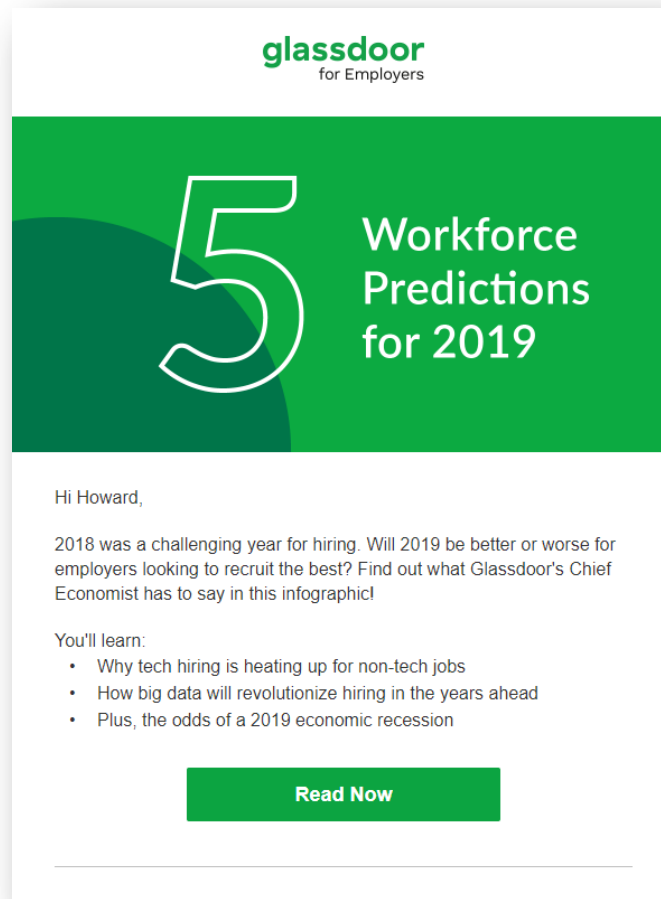 glassdoor
for Employers
5
Workforce
Predictions
for 2019
Hi Howard,
2018 was a challenging year for hiring. Will 2019 be better or worse for
employers looking to recruit the best? Find out what Glassdoor's Chief
Economist has to say in this infographic!
You'll learn:
• Why tech hiring is heating up for non-tech jobs
• How big data will revolutionize hiring in the years ahead
• Plus, the odds of a 2019 economic recession
Read Now